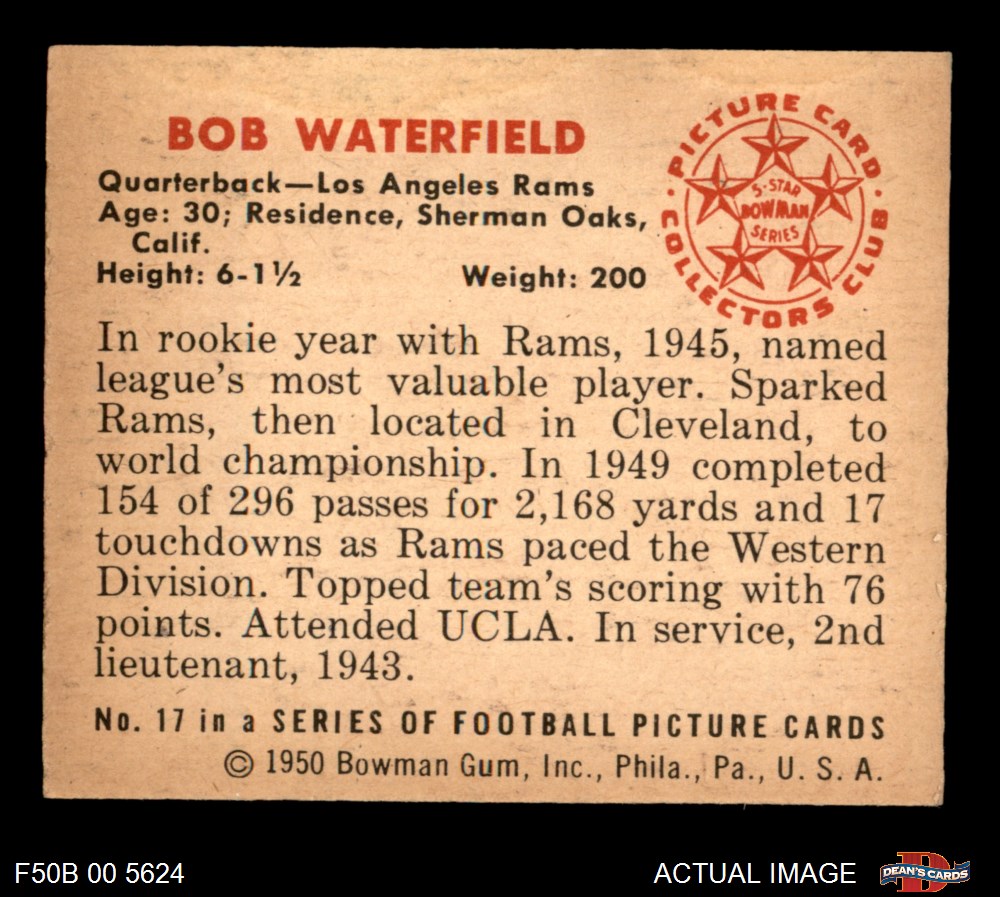 BOB WATERFIELD
Quarterback—Los Angeles Rams
Age: 30; Residence, Sherman Oaks,
Calif.
Height: 6-1½ Weight: 200
PICTURE CARD
COLLECTORS CLUB
5-STAR
BOWMAN
SERIES
In rookie year with Rams, 1945, named
league's most valuable player. Sparked
Rams, then located in Cleveland, to
world championship. In 1949 completed
154 of 296 passes for 2,168 yards and 17
touchdowns as Rams paced the Western
Division. Topped team's scoring with 76
points. Attended UCLA. In service, 2nd
lieutenant, 1943.
No. 17 in a SERIES OF FOOTBALL PICTURE CARDS
© 1950 Bowman Gum, Inc., Phila., Pa., U. S. A.
F50B 00 5624
ACTUAL IMAGE
D
DEAN'S CARDS